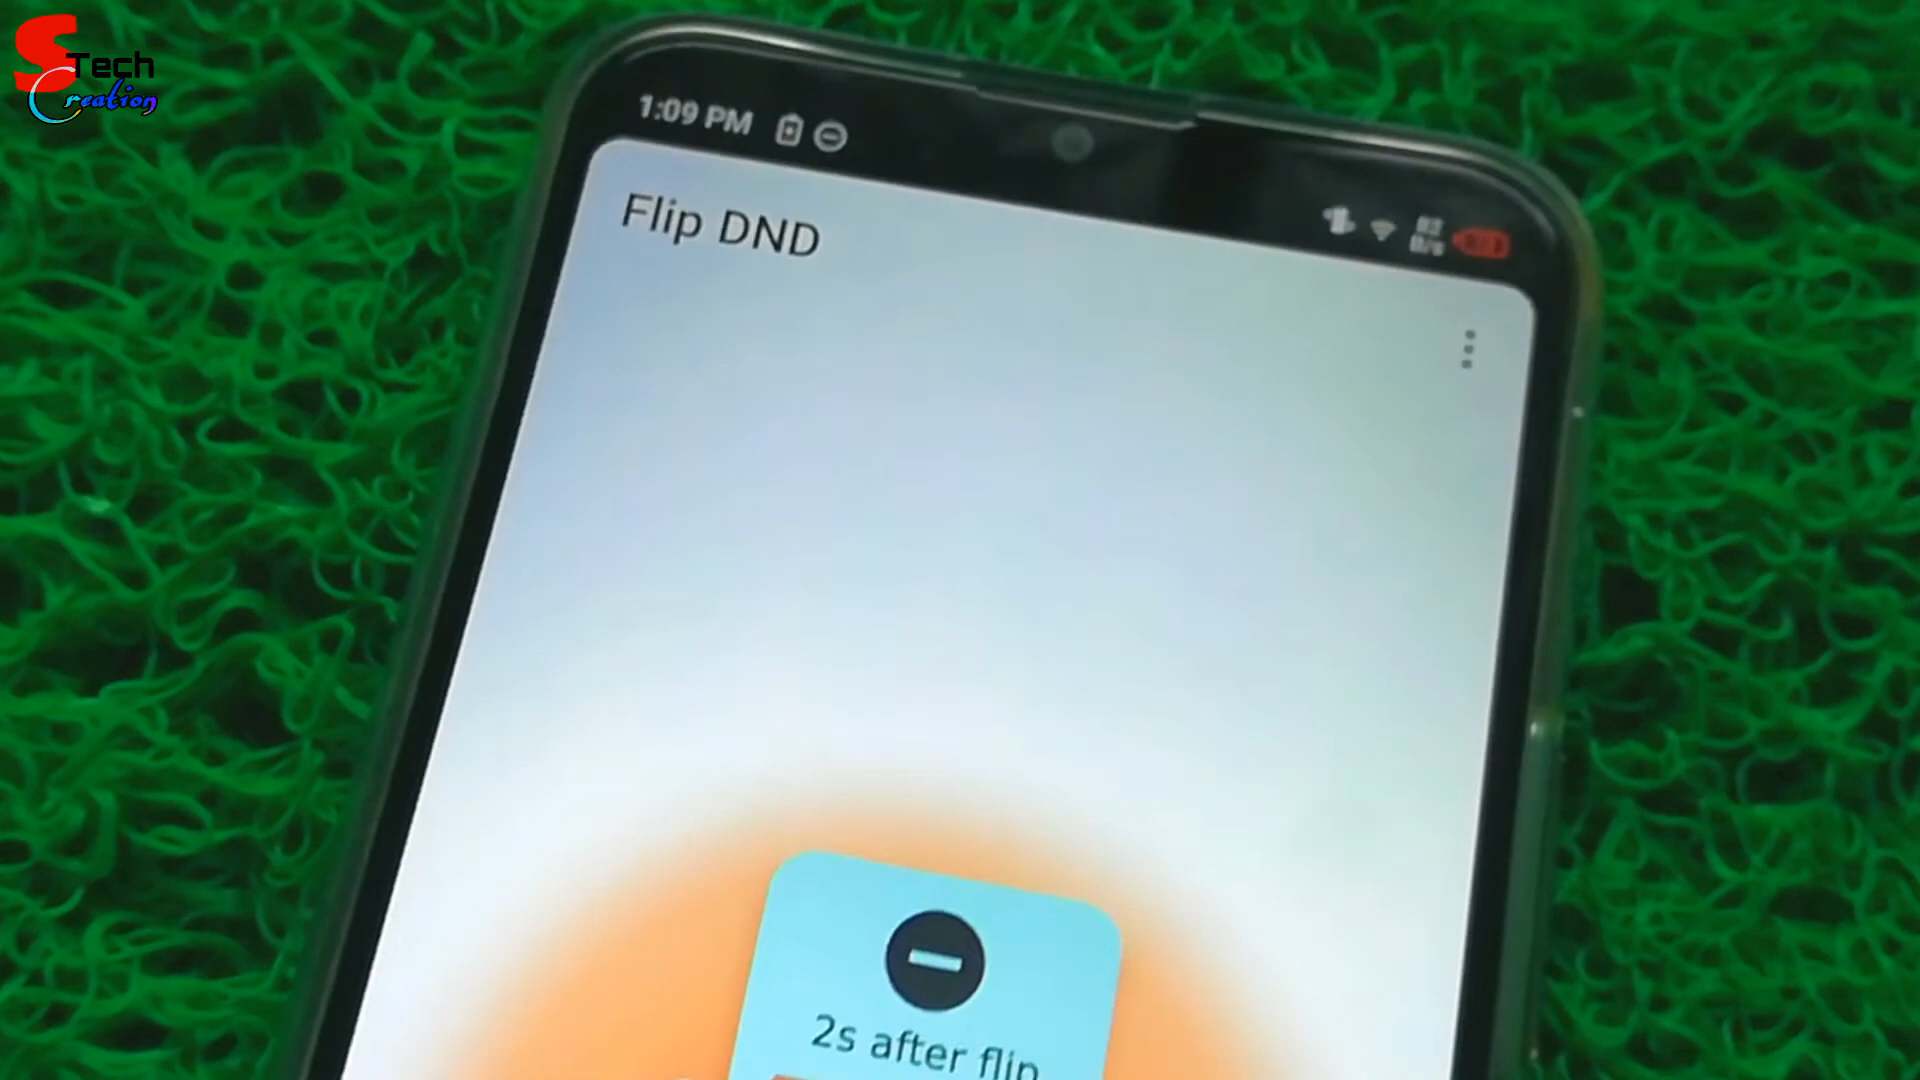 S Tech
Creation
1:09 PM
Flip DND
2s after flip